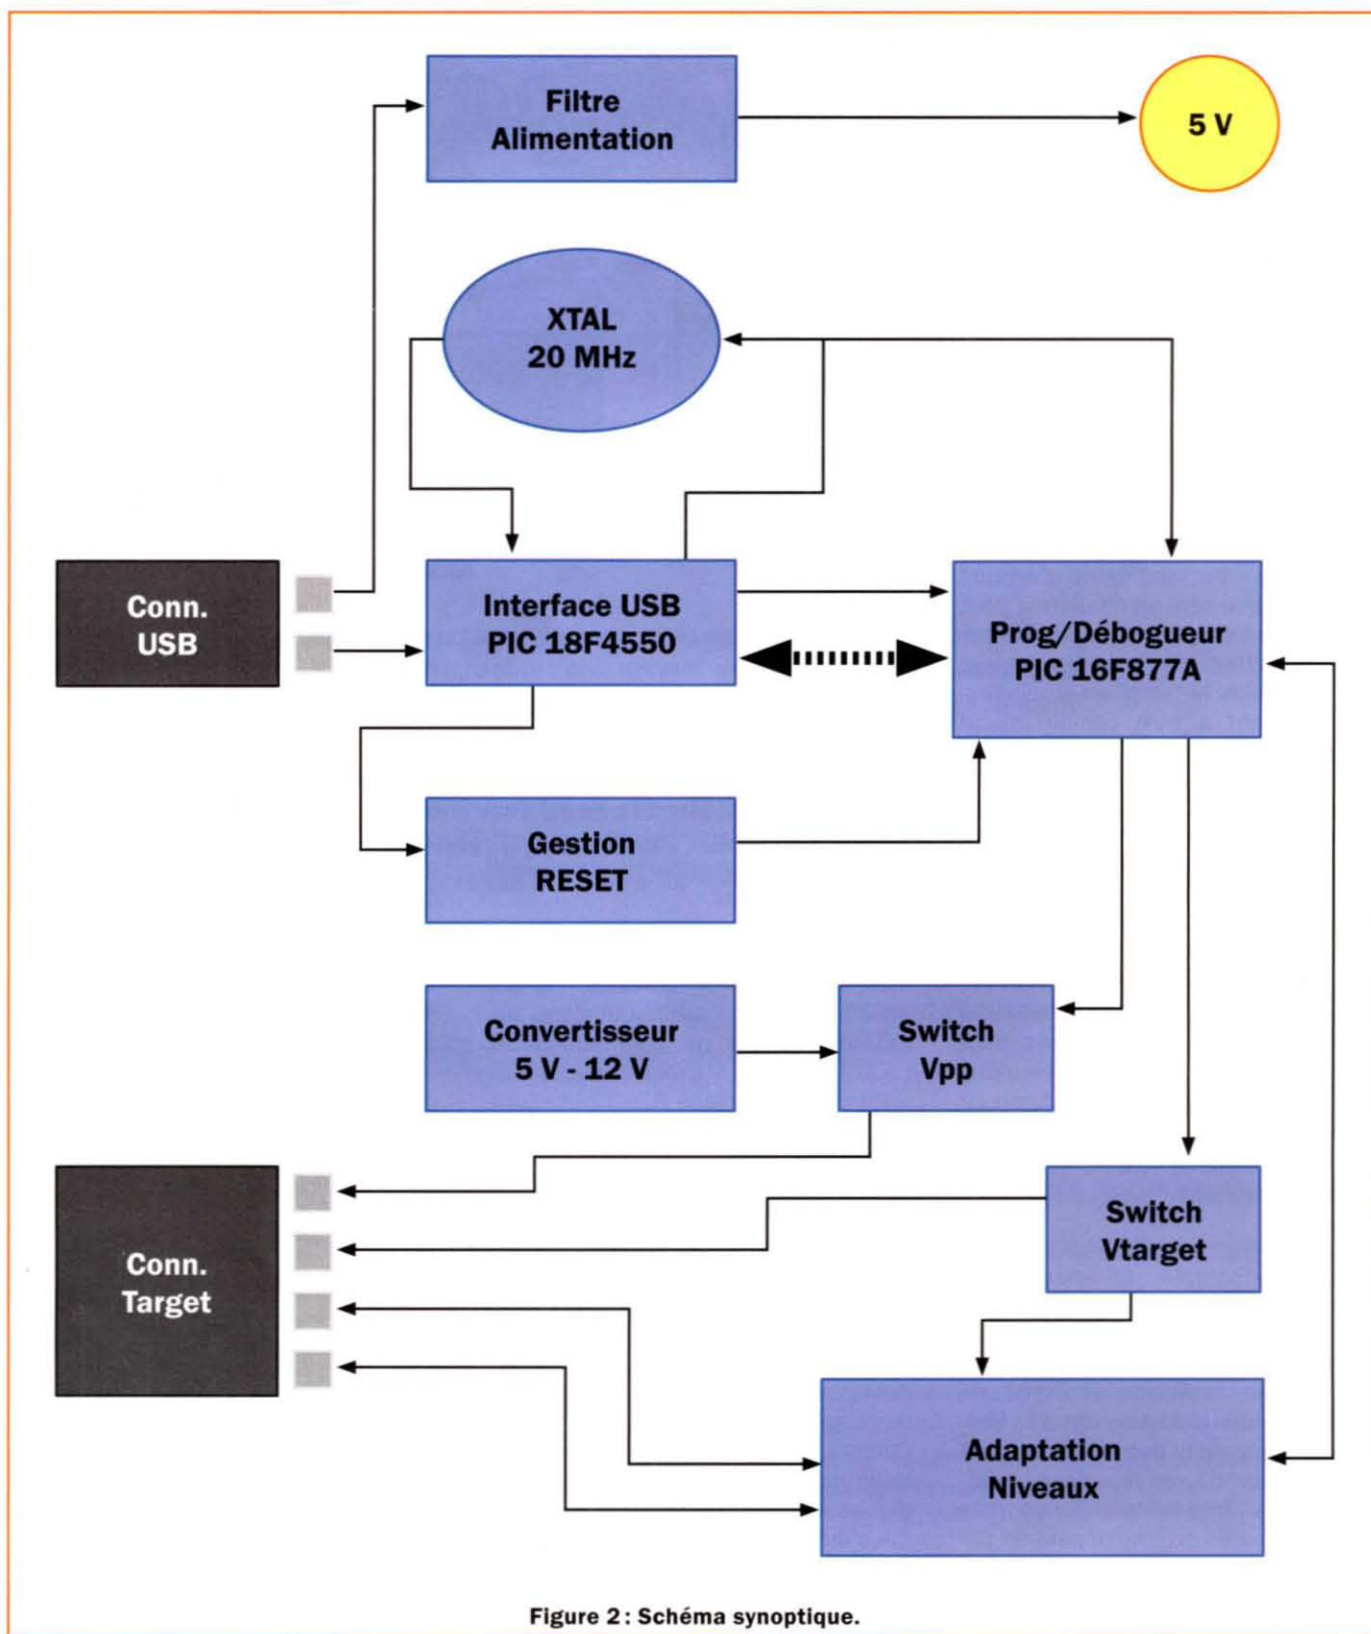 Filtre
Alimentation
5 V
XTAL
20 MHz
Conn.
USB
Interface USB
PIC 18F4550
Prog/Débogueur
PIC 16F877A
Gestion
RESET
Convertisseur
5 V - 12 V
Switch
Vpp
Conn.
Target
Switch
Vtarget
Adaptation
Niveaux
Figure 2 : Schéma synoptique.